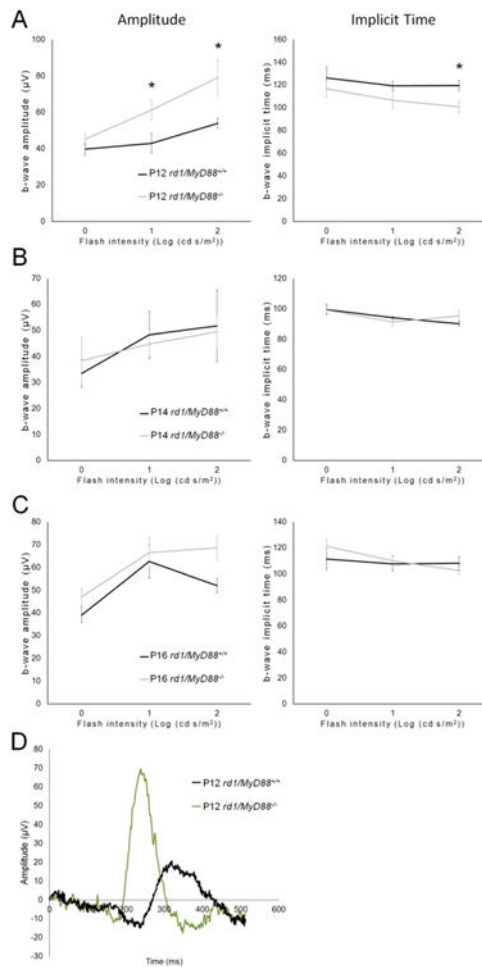 A
Amplitude
Implicit Time
b-wave amplitude (µV)
100
80
60
40
20
0
*
*
P12 rd1/MyD88+/+
P12 rd1/MyD88-/-
0 1 2
Flash intensity (Log (cd s/m²))
b-wave implicit time (ms)
160
140
120
100
80
60
40
20
0
*
0 1 2
Flash intensity (Log (cd s/m²))
B
b-wave amplitude (µV)
70
60
50
40
30
20
10
0
P14 rd1/MyD88+/+
P14 rd1/MyD88-/-
0 1 2
Flash intensity (Log (cd s/m²))
b-wave implicit time (ms)
120
100
80
60
40
20
0
0 1 2
Flash intensity (Log (cd s/m²))
C
b-wave amplitude (µV)
80
70
60
50
40
30
20
10
0
P16 rd1/MyD88+/+
P16 rd1/MyD88-/-
0 1 2
Flash intensity (Log (cd s/m²))
b-wave implicit time (ms)
140
120
100
80
60
40
20
0
0 1 2
Flash intensity (Log (cd s/m²))
D
Amplitude (µV)
80
70
60
50
40
30
20
10
0
-10
-20
-30
P12 rd1/MyD88+/+
P12 rd1/MyD88-/-
0 100 200 300 400 500 600
Time (ms)